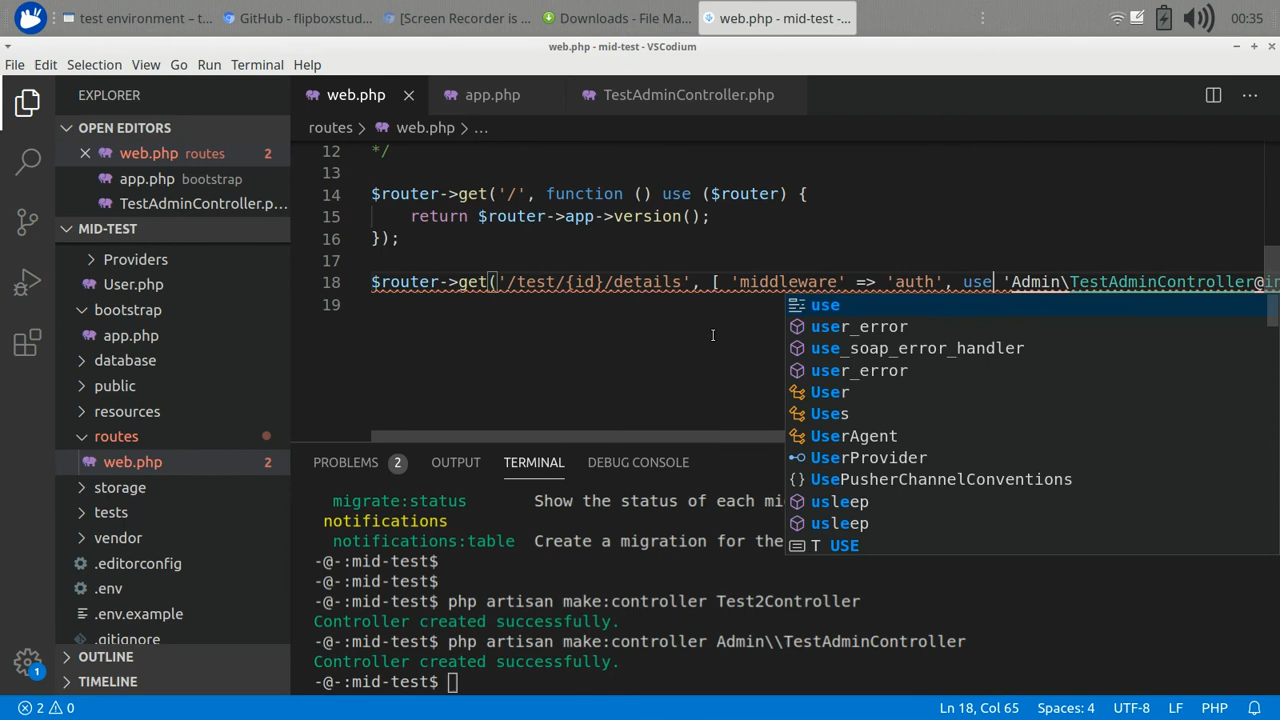 test environment – t...
GitHub - flipboxstud...
[Screen Recorder is ...
Downloads - File Ma...
web.php - mid-test -...
00:35
web.php - mid-test - VSCodium
File Edit Selection View Go Run Terminal Help
EXPLORER
web.php
app.php
TestAdminController.php
OPEN EDITORS
web.php routes 2
app.php bootstrap
TestAdminController.p...
MID-TEST
Providers
User.php
bootstrap
app.php
database
public
resources
routes
web.php 2
storage
tests
vendor
.editorconfig
.env
.env.example
.gitignore
OUTLINE
TIMELINE
1
routes > web.php > ...
12 */
13
14 $router->get('/', function () use ($router) {
15 return $router->app->version();
16 });
17
18 $router->get('/test/{id}/details', [ 'middleware' => 'auth', use 'Admin\TestAdminController@in
19
use
user_error
use_soap_error_handler
user_error
User
Uses
UserAgent
UserProvider
UsePusherChannelConventions
usleep
usleep
T_USE
PROBLEMS 2 OUTPUT TERMINAL DEBUG CONSOLE
migrate:status Show the status of each mi
notifications
notifications:table Create a migration for the
-@-:mid-test$
-@-:mid-test$
-@-:mid-test$ php artisan make:controller Test2Controller
Controller created successfully.
-@-:mid-test$ php artisan make:controller Admin\\TestAdminController
Controller created successfully.
-@-:mid-test$
2 0
Ln 18, Col 65 Spaces: 4 UTF-8 LF PHP